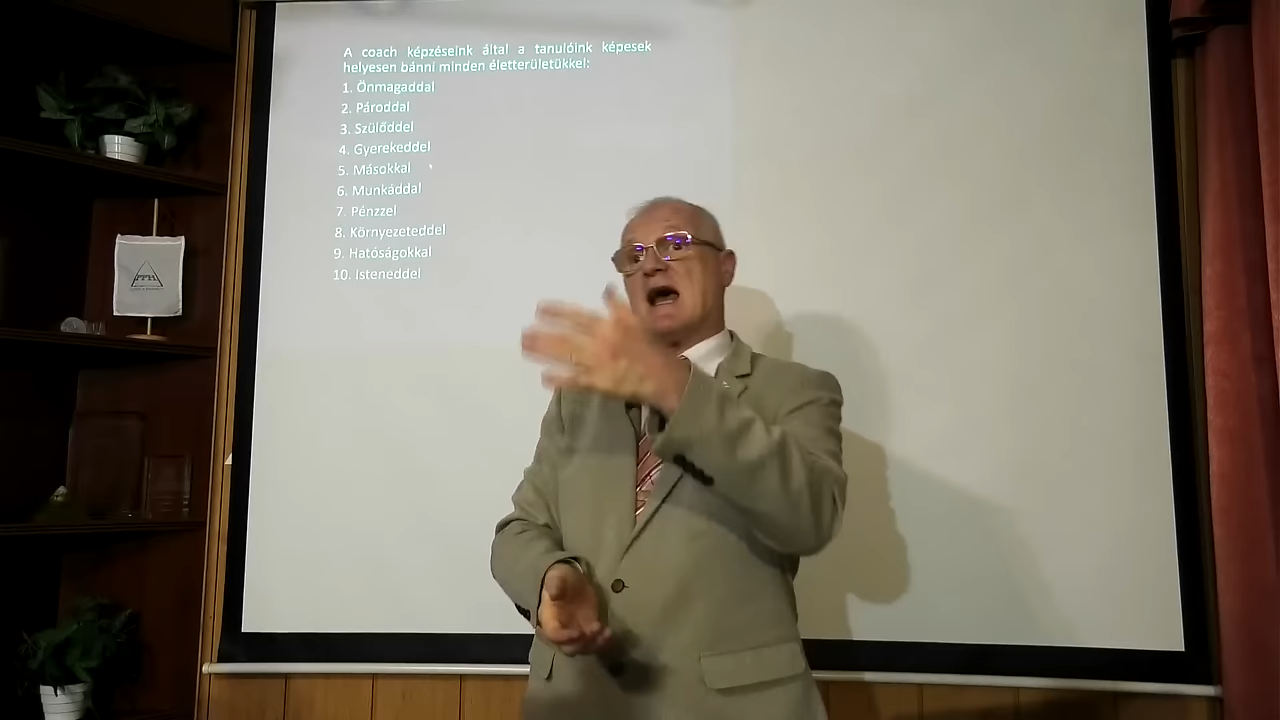 A coach képzéseink által a tanulóink képesek
helyesen bánni minden életterületükkel:
1. Önmagaddal
2. Pároddal
3. Szülőddel
4. Gyerekeddel
5. Másokkal
6. Munkáddal
7. Pénzzel
8. Környezeteddel
9. Hatóságokkal
10. Isteneddel